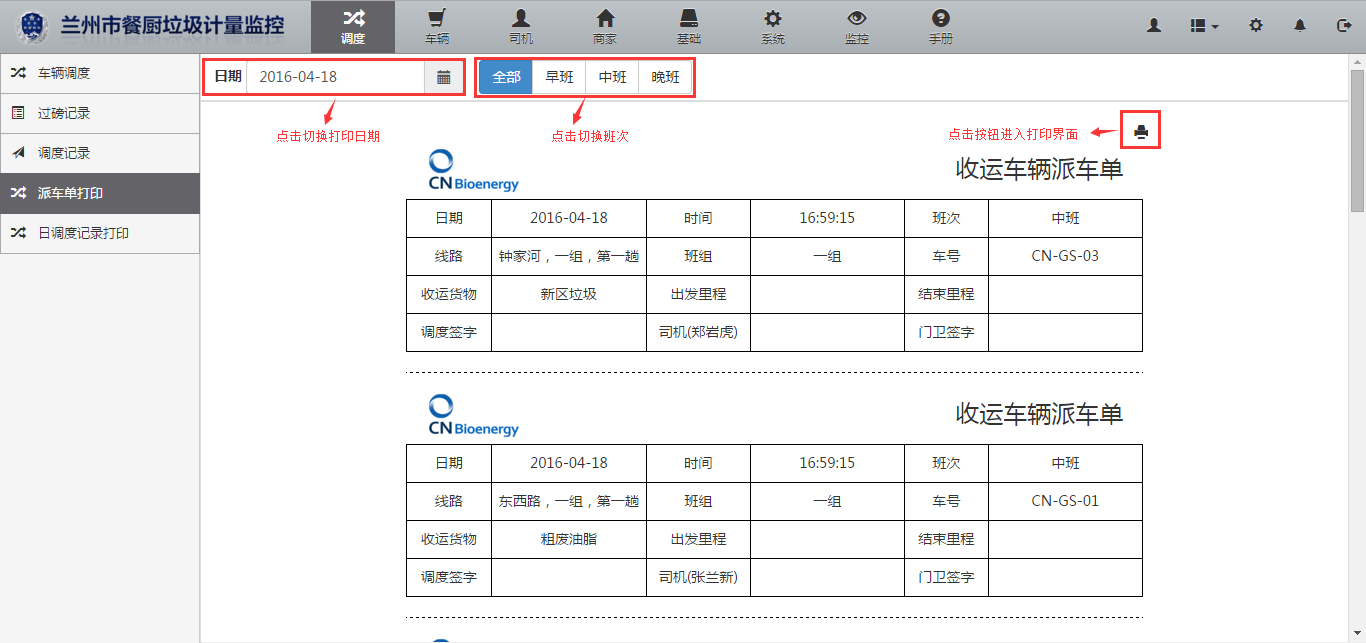 兰州市餐厨垃圾计量监控
调度 车辆 司机 商家 基础 系统 监控 手册
车辆调度
过磅记录
调度记录
派车单打印
日调度记录打印
日期 2016-04-18 全部 早班 中班 晚班
点击切换打印日期 点击切换班次 点击按钮进入打印界面
CN Bioenergy 收运车辆派车单
日期 2016-04-18 时间 16:59:15 班次 中班
线路 钟家河，一组，第一趟 班组 一组 车号 CN-GS-03
收运货物 新区垃圾 出发里程 结束里程
调度签字 司机(郑岩虎) 门卫签字
CN Bioenergy 收运车辆派车单
日期 2016-04-18 时间 16:59:15 班次 中班
线路 东西路，一组，第一趟 班组 一组 车号 CN-GS-01
收运货物 粗废油脂 出发里程 结束里程
调度签字 司机(张兰新) 门卫签字